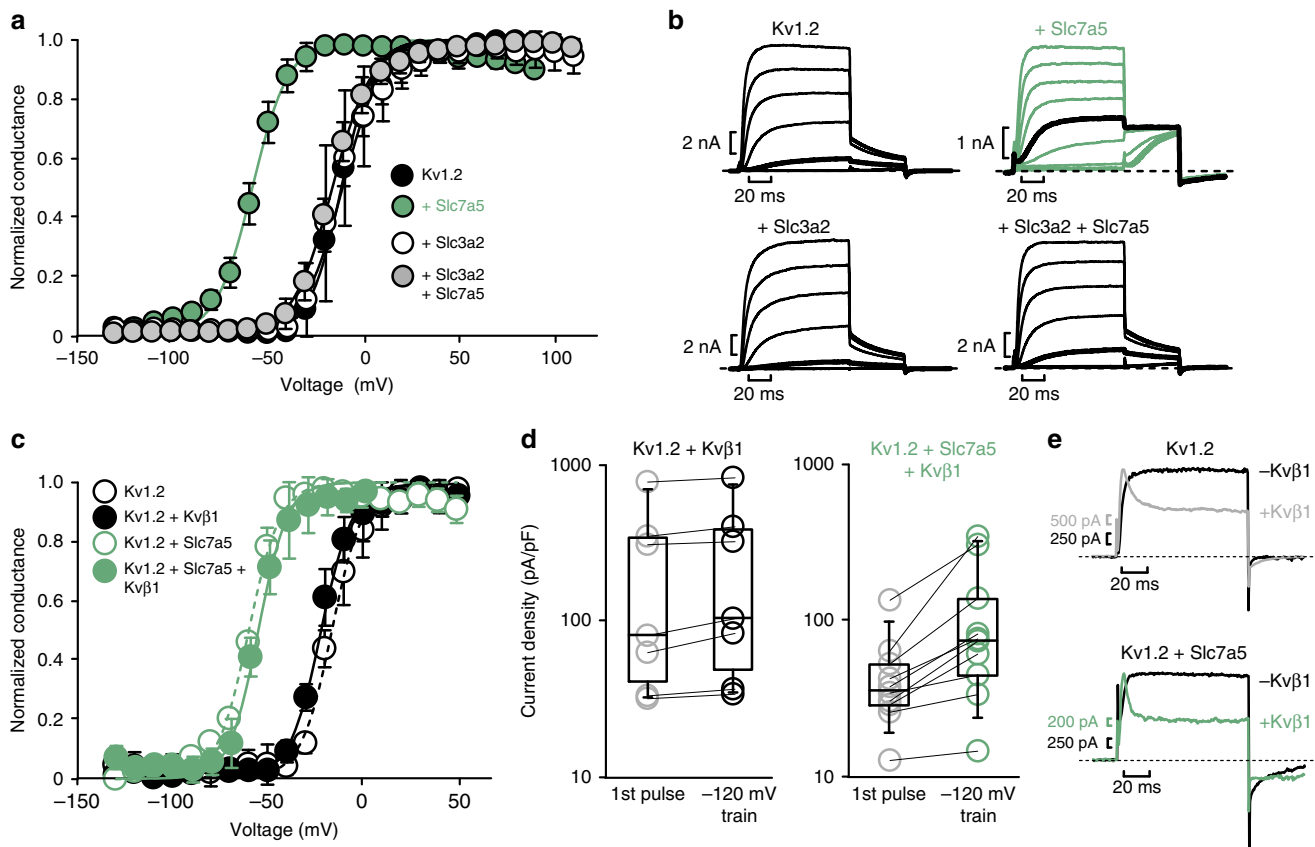 a
Normalized conductance
1.0
0.8
0.6
0.4
0.2
0
−150
−100
−50
0
50
100
Voltage (mV)
Kv1.2
+ Slc7a5
+ Slc3a2
+ Slc3a2
+ Slc7a5
b
Kv1.2
2 nA
20 ms
+ Slc7a5
1 nA
20 ms
+ Slc3a2
2 nA
20 ms
+ Slc3a2 + Slc7a5
2 nA
20 ms
c
Normalized conductance
1.0
0.8
0.6
0.4
0.2
0
−150
−100
−50
0
50
Voltage (mV)
Kv1.2
Kv1.2 + Kvβ1
Kv1.2 + Slc7a5
Kv1.2 + Slc7a5 +
Kvβ1
d
Current density (pA/pF)
Kv1.2 + Kvβ1
1000
100
10
1st pulse
−120 mV
train
Kv1.2 + Slc7a5
+ Kvβ1
1000
100
10
1st pulse
−120 mV
train
e
Kv1.2
−Kvβ1
+Kvβ1
500 pA
250 pA
20 ms
Kv1.2 + Slc7a5
−Kvβ1
+Kvβ1
200 pA
250 pA
20 ms